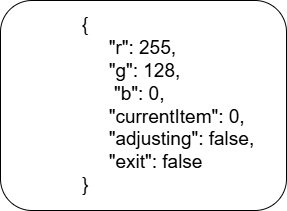 {
"r": 255,
"g": 128,
"b": 0,
"currentItem": 0,
"adjusting": false,
"exit": false
}